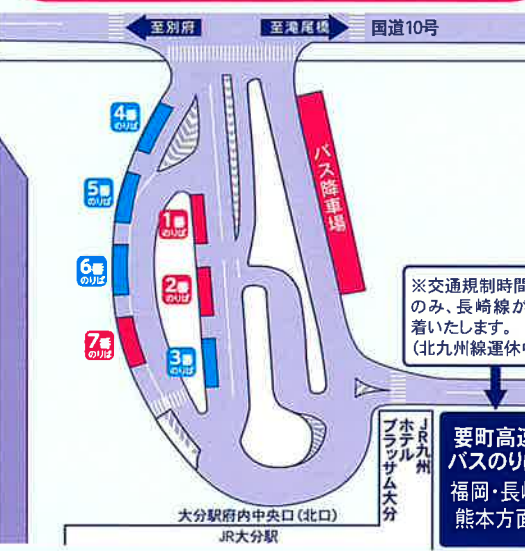 至別府
至滝尾橋
国道10号
4番
のりば
5番
のりば
6番
のりば
7番
のりば
1番
のりば
2番
のりば
3番
のりば
バス降車場
※交通規制時間
のみ、長崎線が
着いたします。
(北九州線運休
要町高速
バスのり
福岡・長
熊本方面
JR九州
ホテル
ブラッサム大分
大分駅府内中央口(北口)
JR大分駅